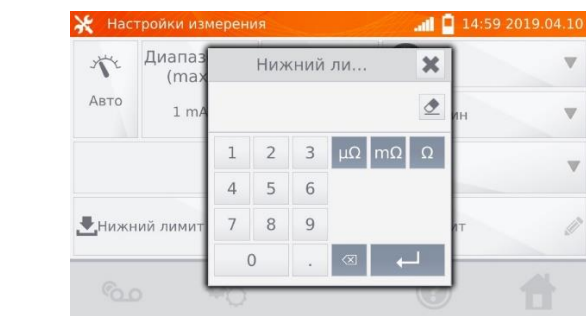 Настройки измерения 14:59 2019.04.10
Диапаз
(max
Авто
1 mA
Нижний ли...
ин
1 2 3 µΩ mΩ Ω
4 5 6
7 8 9
0 .
Нижний лимит
ит